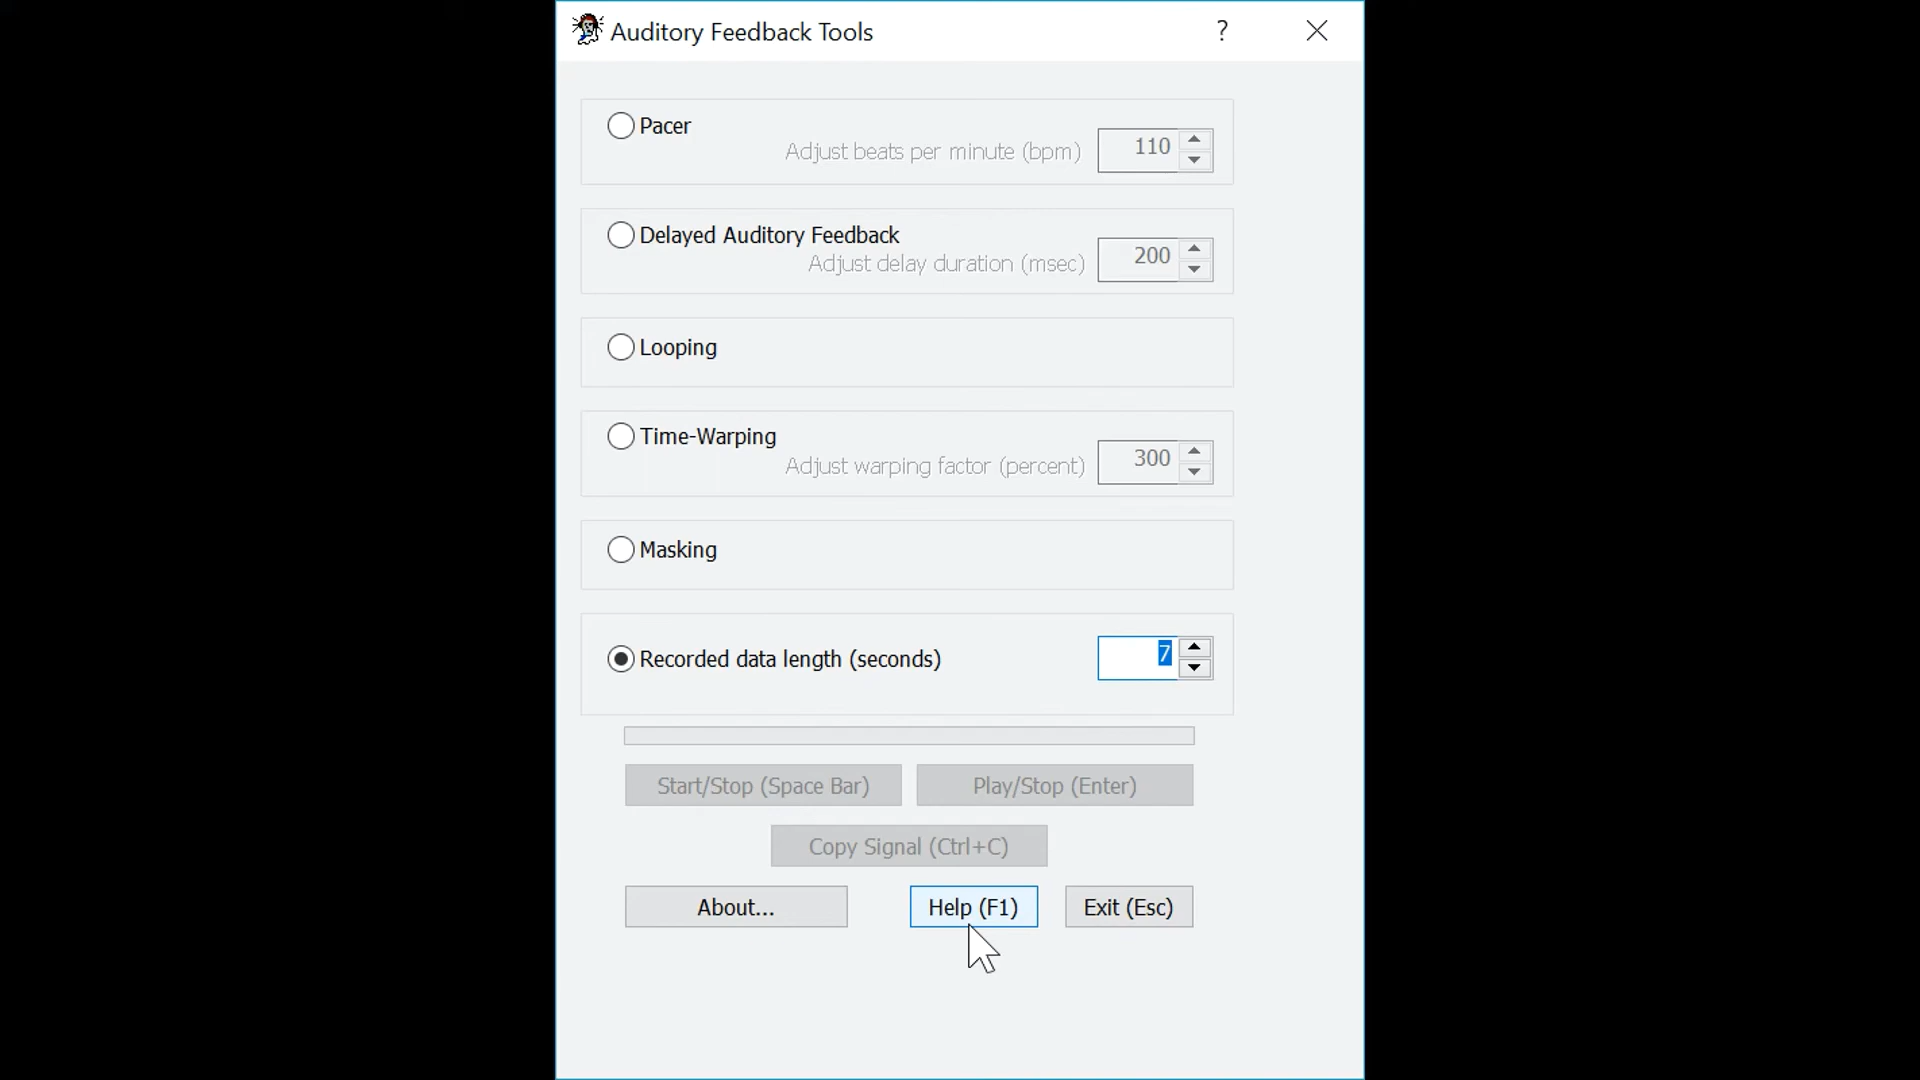 Auditory Feedback Tools
?
Pacer
Adjust beats per minute (bpm)
110
Delayed Auditory Feedback
Adjust delay duration (msec)
200
Looping
Time-Warping
Adjust warping factor (percent)
300
Masking
Recorded data length (seconds)
7
Start/Stop (Space Bar)
Play/Stop (Enter)
Copy Signal (Ctrl+C)
About...
Help (F1)
Exit (Esc)